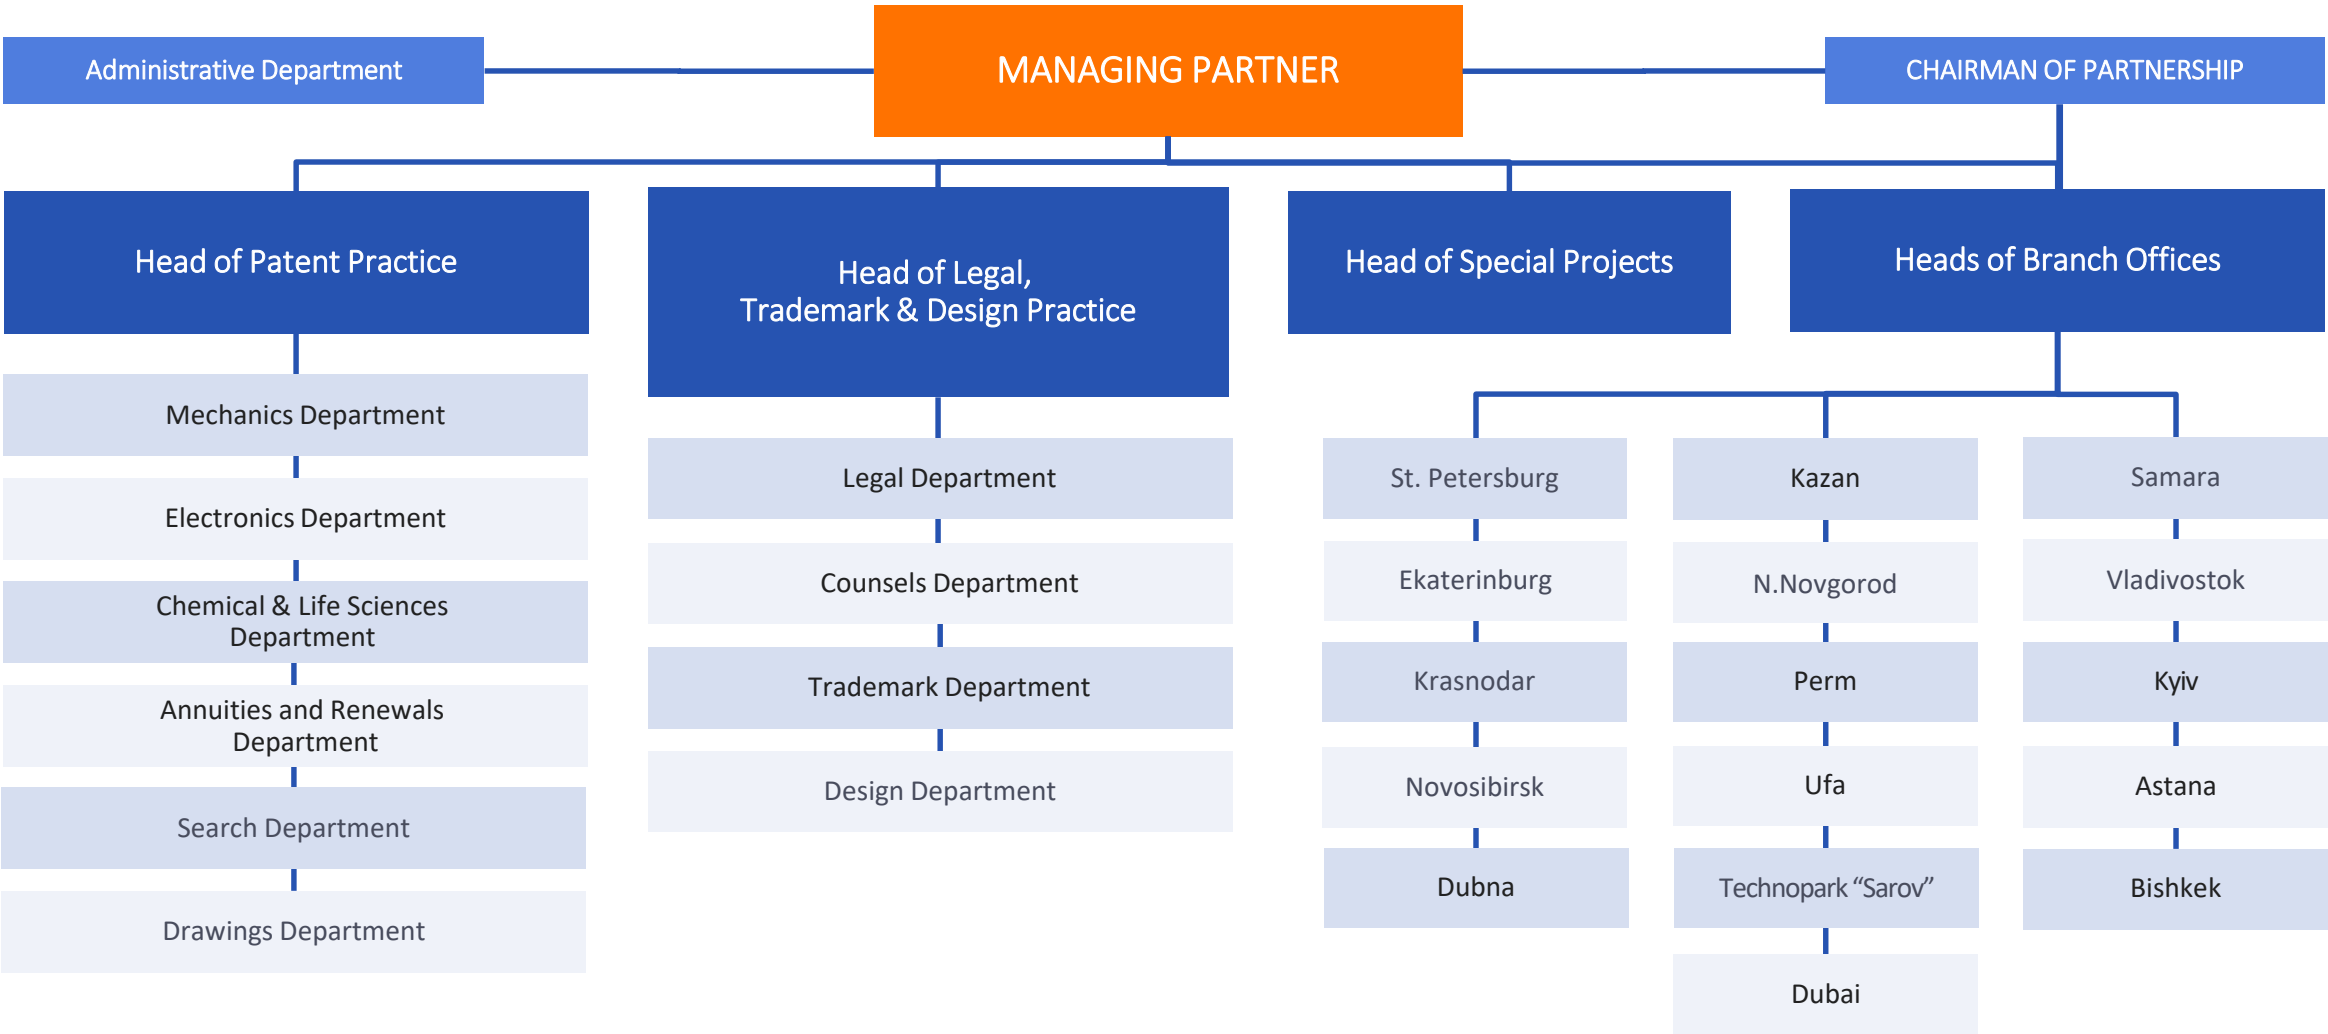 Administrative Department
MANAGING PARTNER
CHAIRMAN OF PARTNERSHIP
Head of Patent Practice
Head of Legal,
Trademark & Design Practice
Head of Special Projects
Heads of Branch Offices
Mechanics Department
Electronics Department
Chemical & Life Sciences
Department
Annuities and Renewals
Department
Search Department
Drawings Department
Legal Department
Counsels Department
Trademark Department
Design Department
St. Petersburg
Ekaterinburg
Krasnodar
Novosibirsk
Dubna
Kazan
N.Novgorod
Perm
Ufa
Technopark “Sarov”
Dubai
Samara
Vladivostok
Kyiv
Astana
Bishkek